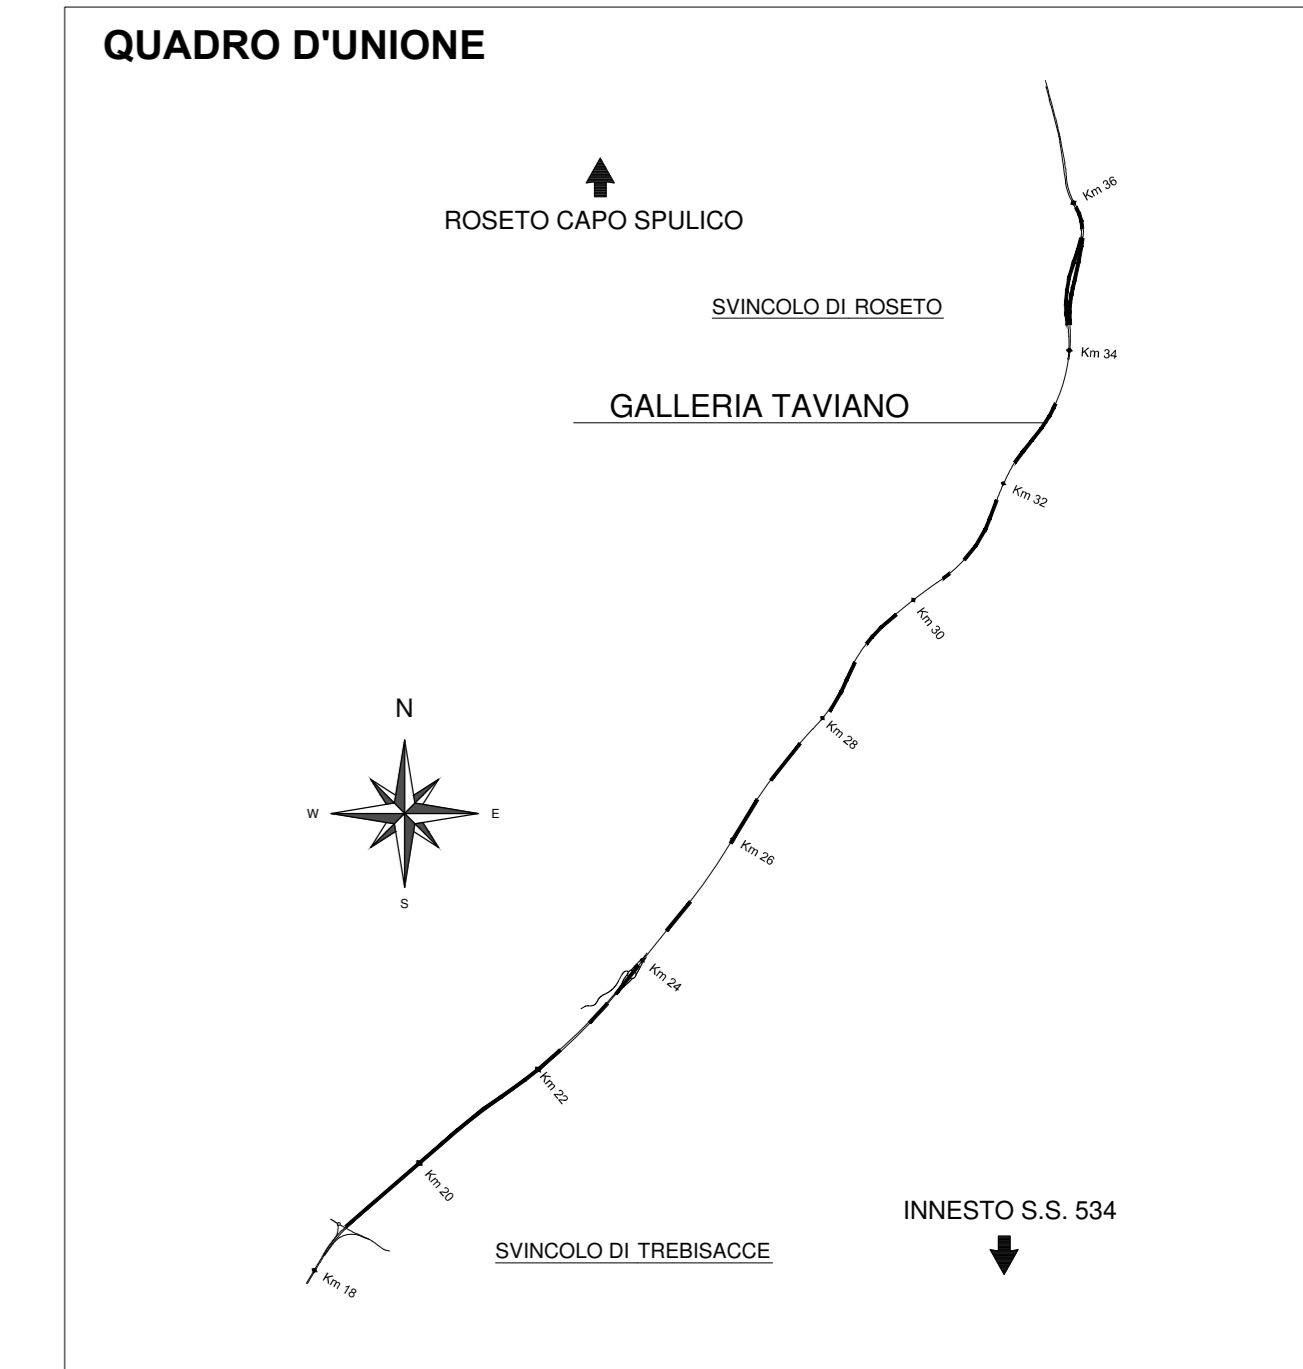 QUADRO D'UNIONE
Km 36
ROSETO CAPO SPULICO
SVINCOLO DI ROSETO
Km 34
GALLERIA TAVIANO
Km 32
Km 30
N
Km 28
W
E
Km 26
S
Km 24
Km 22
Km 20
INNESTO S.S. 534
SVINCOLO DI TREBISACCE
Km 18